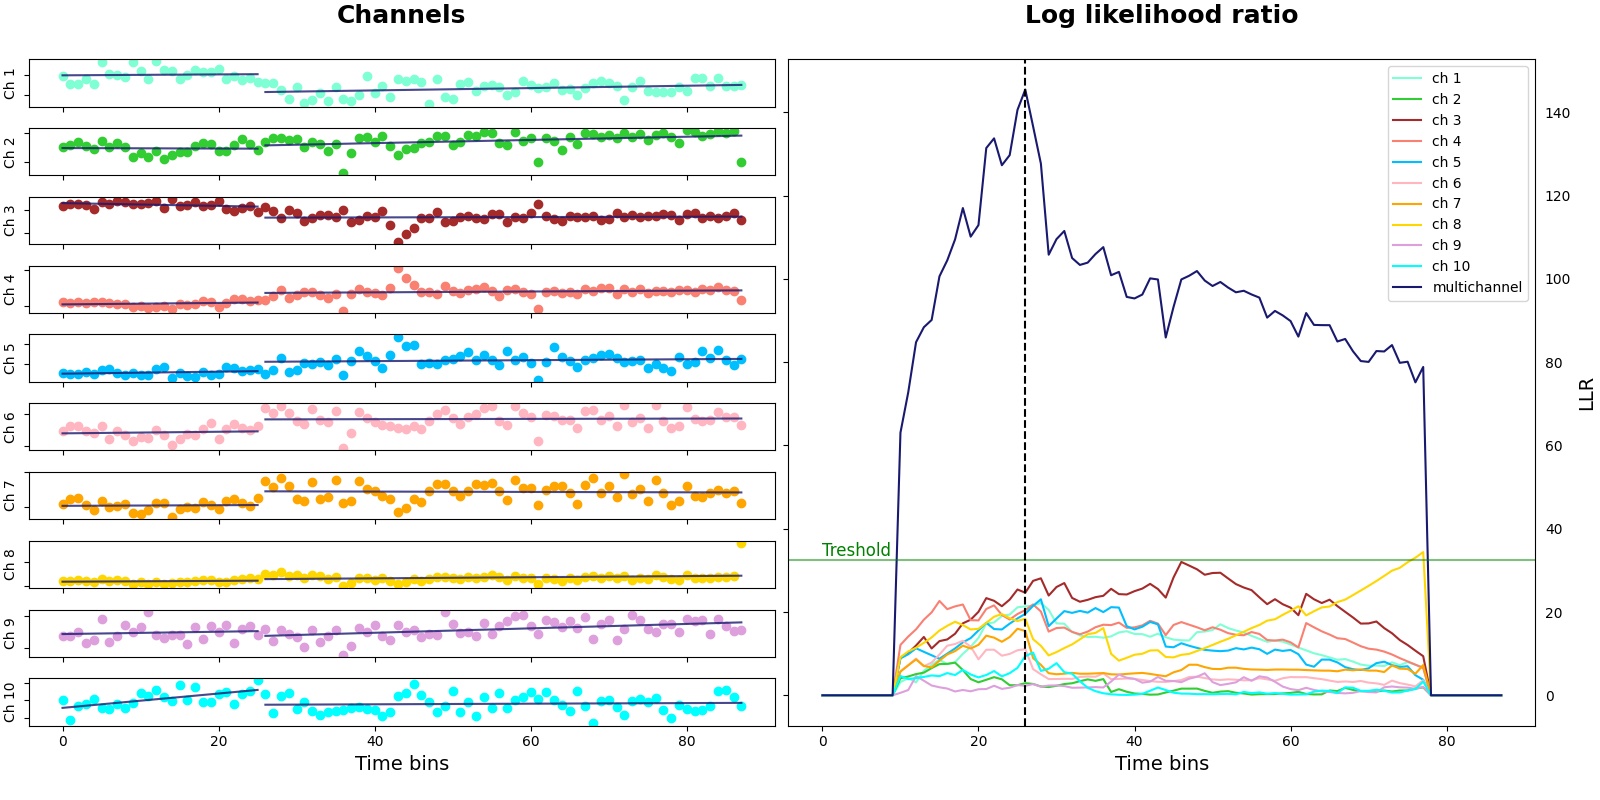 Channels
Log likelihood ratio
Ch 1
Ch 2
Ch 3
Ch 4
Ch 5
Ch 6
Ch 7
Ch 8
Ch 9
Ch 10
0 20 40 60 80
Time bins
Treshold
ch 1
ch 2
ch 3
ch 4
ch 5
ch 6
ch 7
ch 8
ch 9
ch 10
multichannel
140
120
100
80
60
40
20
0
LLR
0 20 40 60 80
Time bins